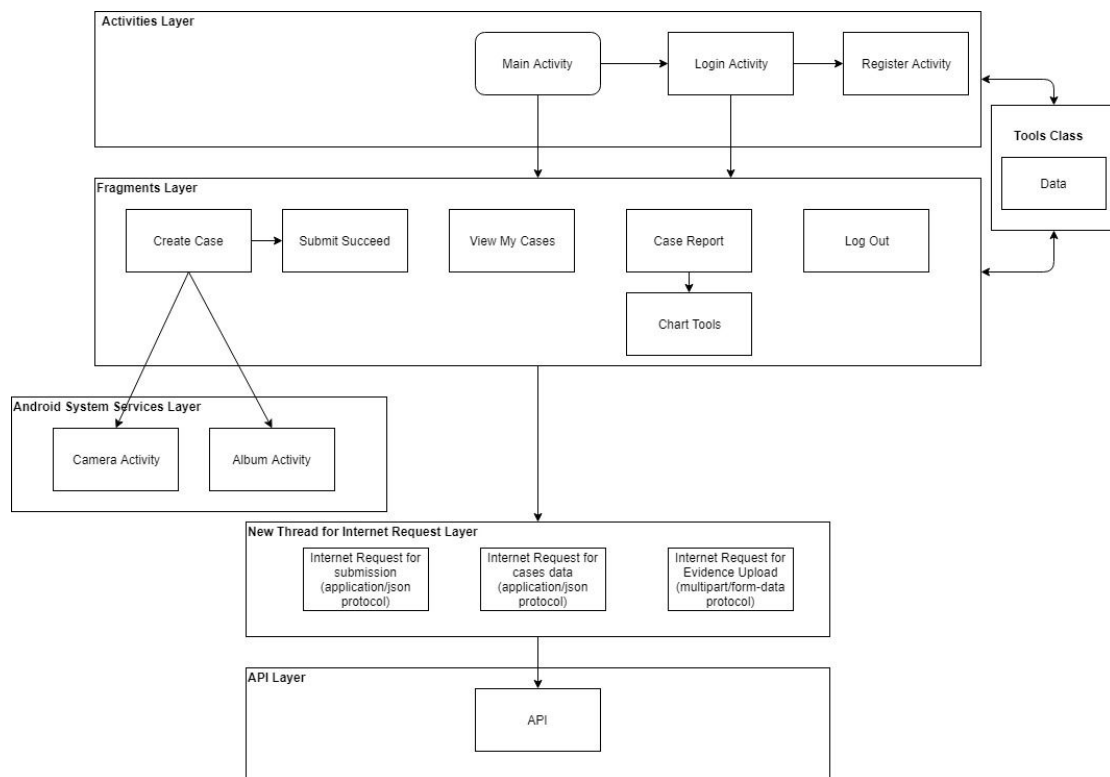 Activities Layer
Main Activity
Login Activity
Register Activity
Tools Class
Data
Fragments Layer
Create Case
Submit Succeed
View My Cases
Case Report
Log Out
Chart Tools
Android System Services Layer
Camera Activity
Album Activity
New Thread for Internet Request Layer
Internet Request for
submission
(application/json
protocol)
Internet Request for
cases data
(application/json
protocol)
Internet Request for
Evidence Upload
(multipart/form-data
protocol)
API Layer
API